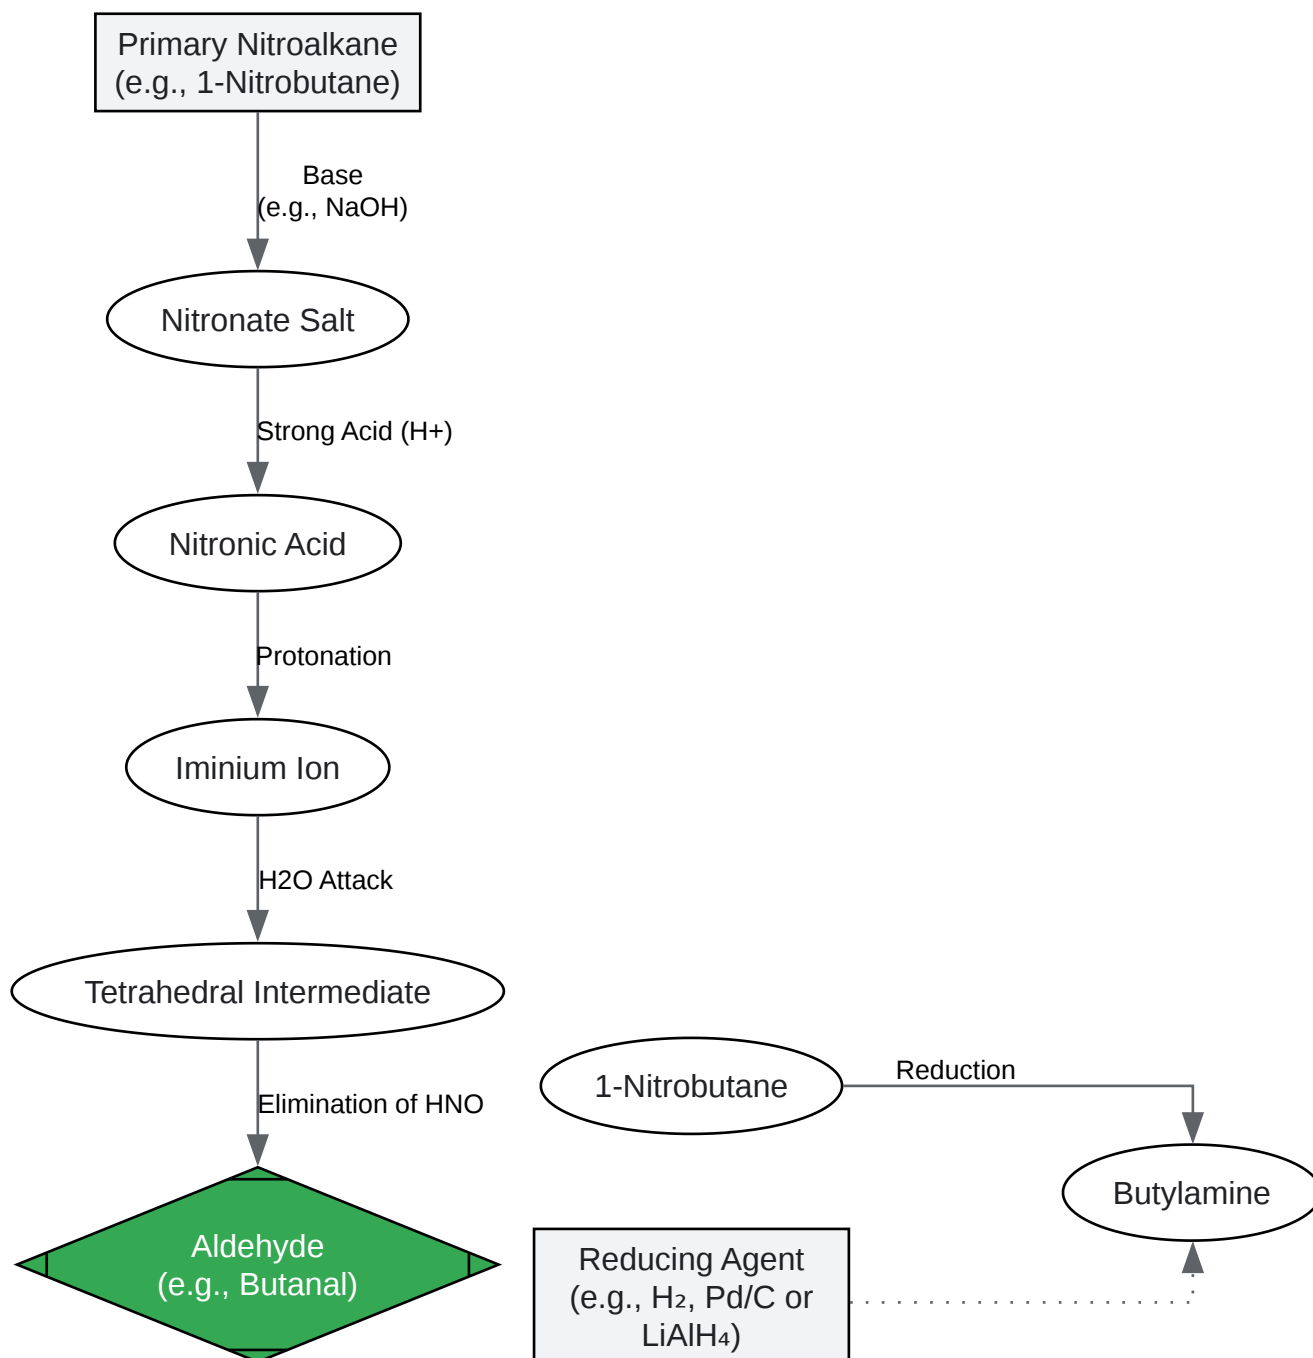 Primary Nitroalkane
(e.g., 1-Nitrobutane)
Base
(e.g., NaOH)
Nitronate Salt
Strong Acid (H+)
Nitronic Acid
Protonation
Iminium Ion
H2O Attack
Tetrahedral Intermediate
Elimination of HNO
Aldehyde
(e.g., Butanal)
1-Nitrobutane
Reduction
Butylamine
Reducing Agent
(e.g., H₂, Pd/C or
LiAlH₄)